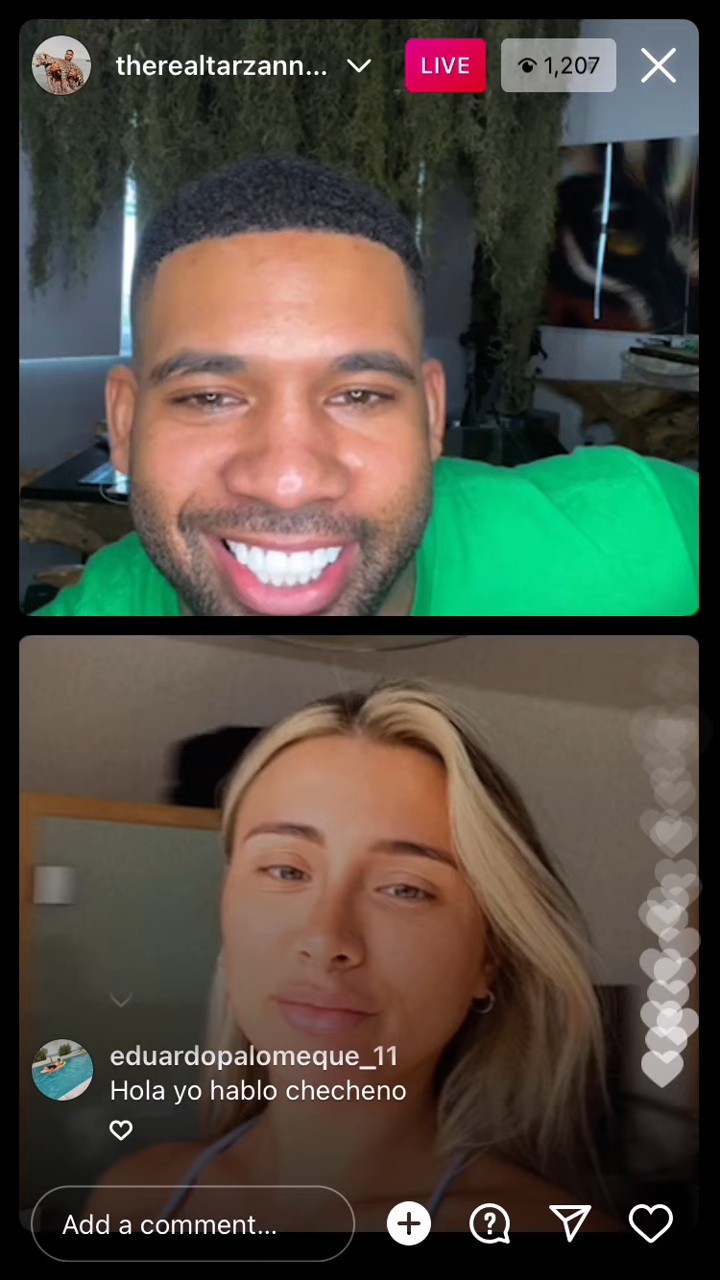 therealtarzann...
LIVE
1,207
eduardopalomeque_11
Hola yo hablo checheno
Add a comment...